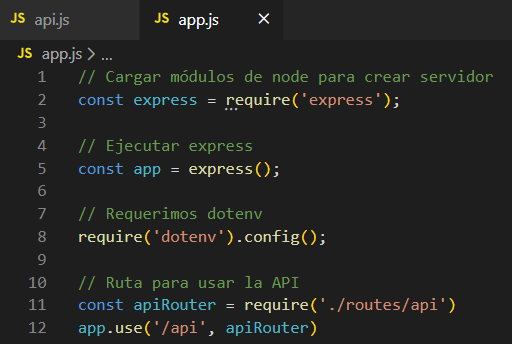 JS api.js JS app.js ×
JS app.js > ...
1 // Cargar módulos de node para crear servidor
2 const express = require('express');
3
4 // Ejecutar express
5 const app = express();
6
7 // Requerimos dotenv
8 require('dotenv').config();
9
10 // Ruta para usar la API
11 const apiRouter = require('./routes/api')
12 app.use('/api', apiRouter)